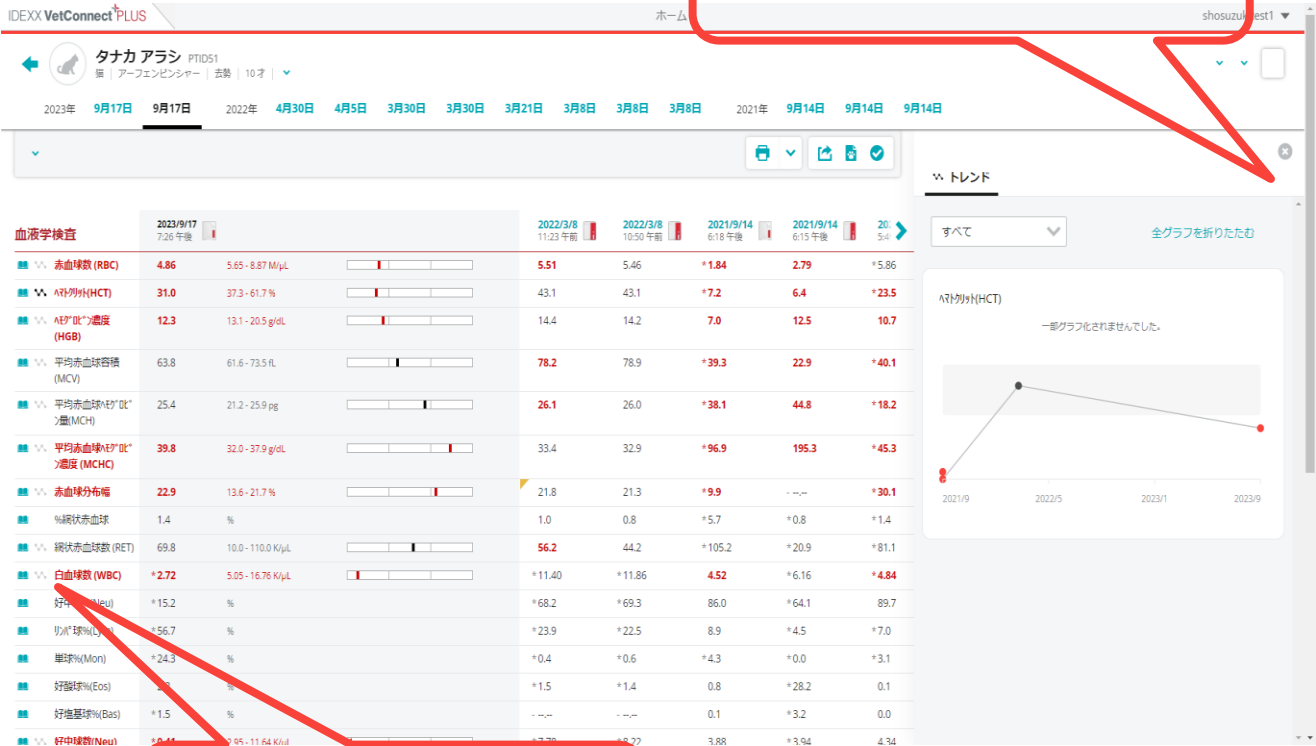 IDEXX VetConnect PLUS
ホーム
タナカ アラシ PTID51
猫 | アーフェンピンシャー | 去勢 | 10才 |
2023年 9月17日 9月17日 2022年 4月30日 4月5日 3月30日 3月30日 3月21日 3月8日 3月8日 3月8日 2021年 9月14日 9月14日 9月14日
トレンド
血液学検査 2023/9/17 7:26 午後 2022/3/8 11:23 午前 2022/3/8 10:50 午前 2021/9/14 6:18 午後 2021/9/14 6:15 午後
すべて
全グラフを折りたたむ
赤血球数 (RBC) 4.86 5.65 - 8.87 M/µL 5.51 5.46 *1.84 2.79 *5.86
ﾍﾏﾄｸﾘｯﾄ(HCT) 31.0 37.3 - 61.7 % 43.1 43.1 *7.2 6.4 *23.5
ﾍﾓｸﾞﾛﾋﾞﾝ濃度 (HGB) 12.3 13.1 - 20.5 g/dL 14.4 14.2 7.0 12.5 10.7
平均赤血球容積 (MCV) 63.8 61.6 - 73.5 fL 78.2 78.9 *39.3 22.9 *40.1
平均赤血球ﾍﾓｸﾞﾛﾋﾞﾝ量(MCH) 25.4 21.2 - 25.9 pg 26.1 26.0 *38.1 44.8 *18.2
平均赤血球ﾍﾓｸﾞﾛﾋﾞﾝ濃度 (MCHC) 39.8 32.0 - 37.9 g/dL 33.4 32.9 *96.9 195.3 *45.3
赤血球分布幅 22.9 13.6 - 21.7 % 21.8 21.3 *9.9 - --.-- *30.1
%網状赤血球 1.4 % 1.0 0.8 *5.7 *0.8 *1.4
網状赤血球数 (RET) 69.8 10.0 - 110.0 K/µL 56.2 44.2 *105.2 *20.9 *81.1
白血球数 (WBC) *2.72 5.05 - 16.76 K/µL *11.40 *11.86 4.52 *6.16 *4.84
*15.2 % *68.2 *69.3 86.0 *64.1 89.7
ﾘﾝﾊﾟ球% *56.7 % *23.9 *22.5 8.9 *4.5 *7.0
単球%(Mon) *24.3 % *0.4 *0.6 *4.3 *0.0 *3.1
好酸球%(Eos) % *1.5 *1.4 0.8 *28.2 0.1
好塩基球%(Bas) *1.5 % - --.-- - --.-- 0.1 *3.2 0.0
好中球数(Neu) 2.95 - 11.64 K/µL 3.88 *3.94 4.34
ﾍﾏﾄｸﾘｯﾄ(HCT)
一部グラフ化されませんでした。
2021/9 2022/5 2023/1 2023/9